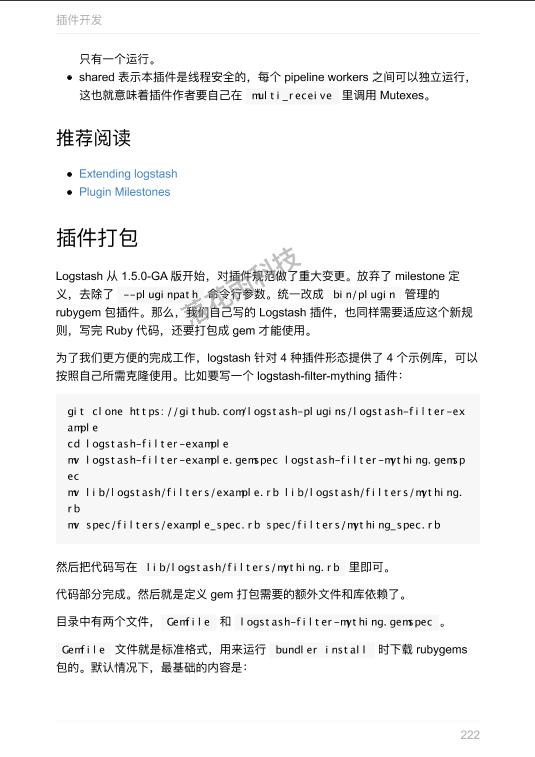 插件开发
只有一个运行。
● shared 表示本插件是线程安全的，每个 pipeline workers 之间可以独立运行，
这也就意味着插件作者要自己在 multi_receive 里调用 Mutexes。
推荐阅读
● Extending logstash
● Plugin Milestones
插件打包
Logstash 从 1.5.0-GA 版开始，对插件规范做了重大变更。放弃了 milestone 定
义，去除了 --pluginpath 命令行参数。统一改成 bin/plugin 管理的
rubygem 包插件。那么，我们自己写的 Logstash 插件，也同样需要适应这个新规
则，写完 Ruby 代码，还要打包成 gem 才能使用。
落花雨科技
为了我们更方便的完成工作，logstash 针对 4 种插件形态提供了 4 个示例库，可以
按照自己所需克隆使用。比如要写一个 logstash-filter-mything 插件：
git clone https://github.com/logstash-plugins/logstash-filter-ex
ample
cd logstash-filter-example
mv logstash-filter-example.gemspec logstash-filter-mything.gemsp
ec
mv lib/logstash/filters/example.rb lib/logstash/filters/mything.
rb
mv spec/filters/example_spec.rb spec/filters/mything_spec.rb
然后把代码写在 lib/logstash/filters/mything.rb 里即可。
代码部分完成。然后就是定义 gem 打包需要的额外文件和库依赖了。
目录中有两个文件，Gemfile 和 logstash-filter-mything.gemspec 。
Gemfile 文件就是标准格式，用来运行 bundler install 时下载 rubygems
包的。默认情况下，最基础的内容是：
222